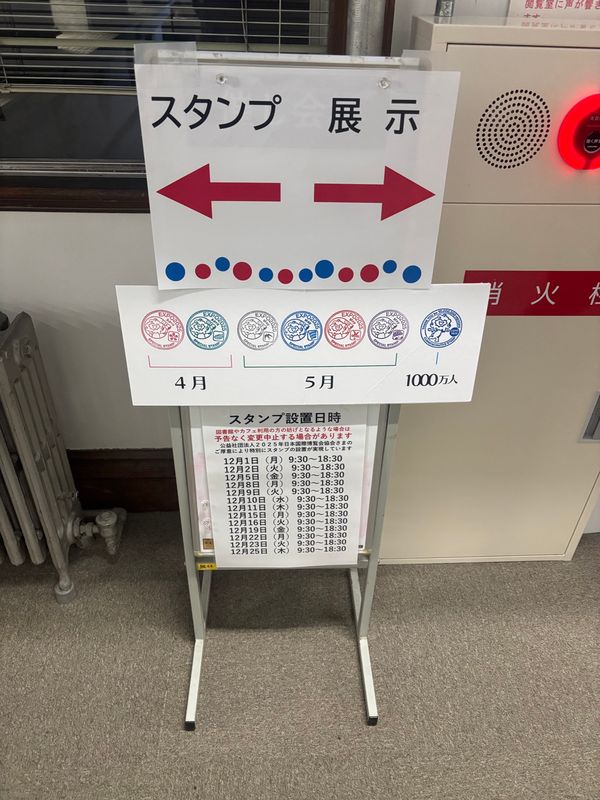 閲覧室に声が響き
ます
スタンプ 展示
4月 5月 1000万人
消火栓
スタンプ設置日時
図書館やカフェ利用の方の妨げとなるような場合は
予告なく変更中止する場合があります
公益社団法人2025年日本国際博覧会協会さまの
ご厚意により特別にスタンプの設置が実現しています
12月1日（月）9:30～18:30
12月2日（火）9:30～18:30
12月5日（金）9:30～18:30
12月8日（月）9:30～18:30
12月9日（火）9:30～18:30
12月10日（水）9:30～18:30
12月11日（木）9:30～18:30
12月15日（月）9:30～18:30
12月16日（火）9:30～18:30
12月19日（金）9:30～18:30
12月22日（月）9:30～18:30
12月23日（火）9:30～18:30
12月25日（木）9:30～18:30